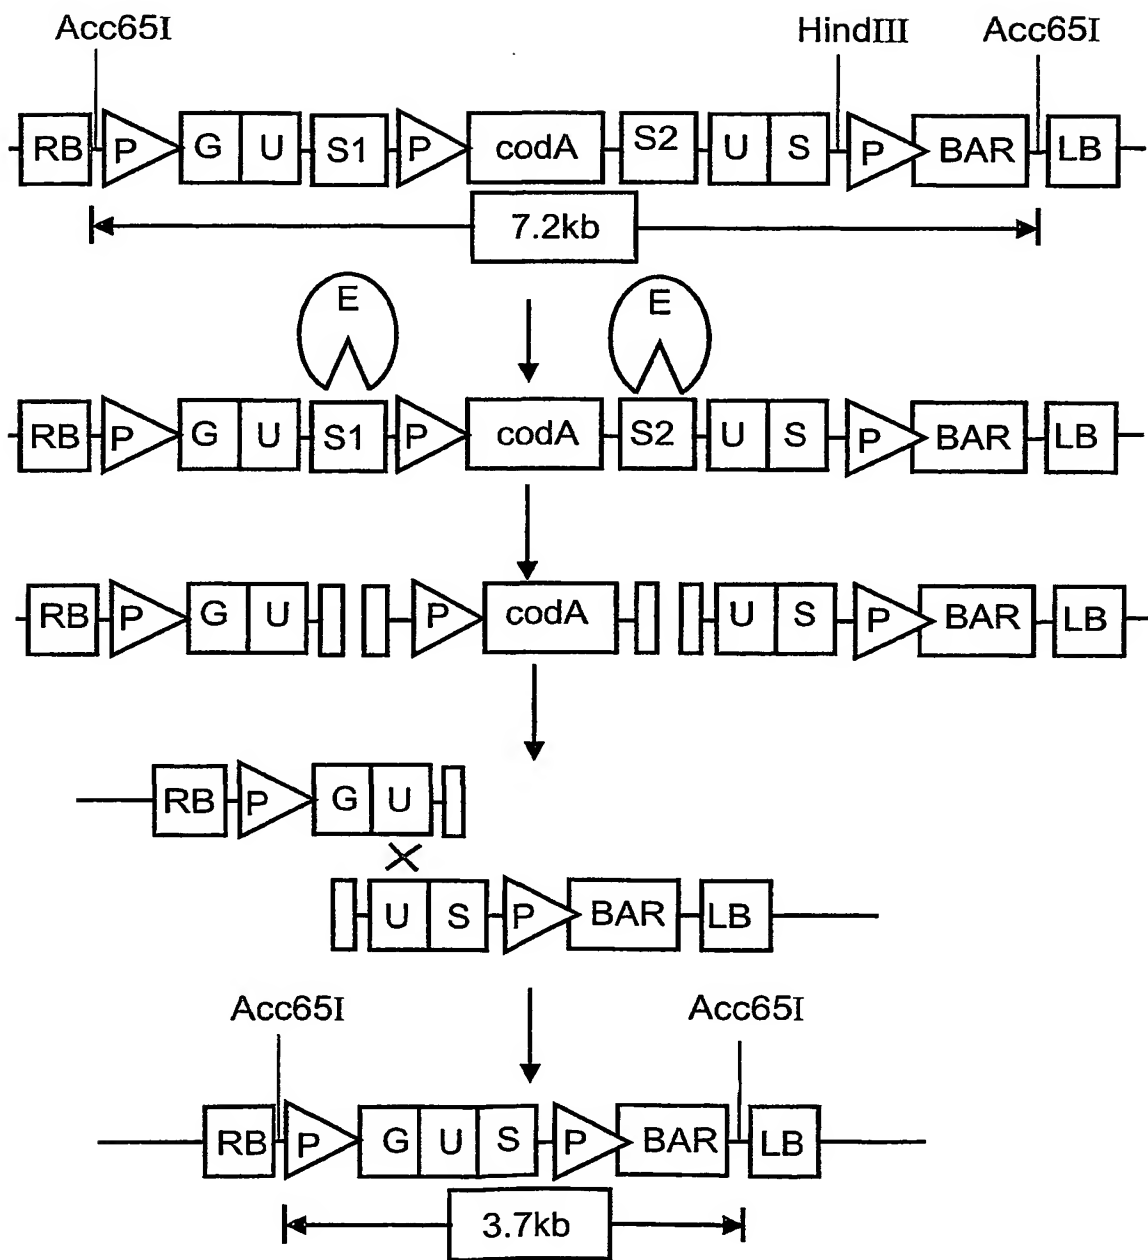 Acc65I HindIII Acc65I
RB P G U S1 P codA S2 U S P BAR LB
7.2kb
E E
RB P G U S1 P codA S2 U S P BAR LB
RB P G U P codA U S P BAR LB
RB P G U
U S P BAR LB
Acc65I Acc65I
RB P G U S P BAR LB
3.7kb